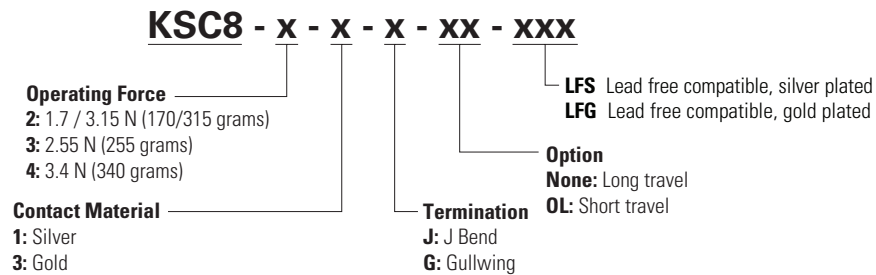 KSC8 - x - x - x - xx - xxx
LFS Lead free compatible, silver plated
LFG Lead free compatible, gold plated
Operating Force
2: 1.7 / 3.15 N (170/315 grams)
3: 2.55 N (255 grams)
4: 3.4 N (340 grams)
Option
None: Long travel
OL: Short travel
Contact Material
1: Silver
3: Gold
Termination
J: J Bend
G: Gullwing